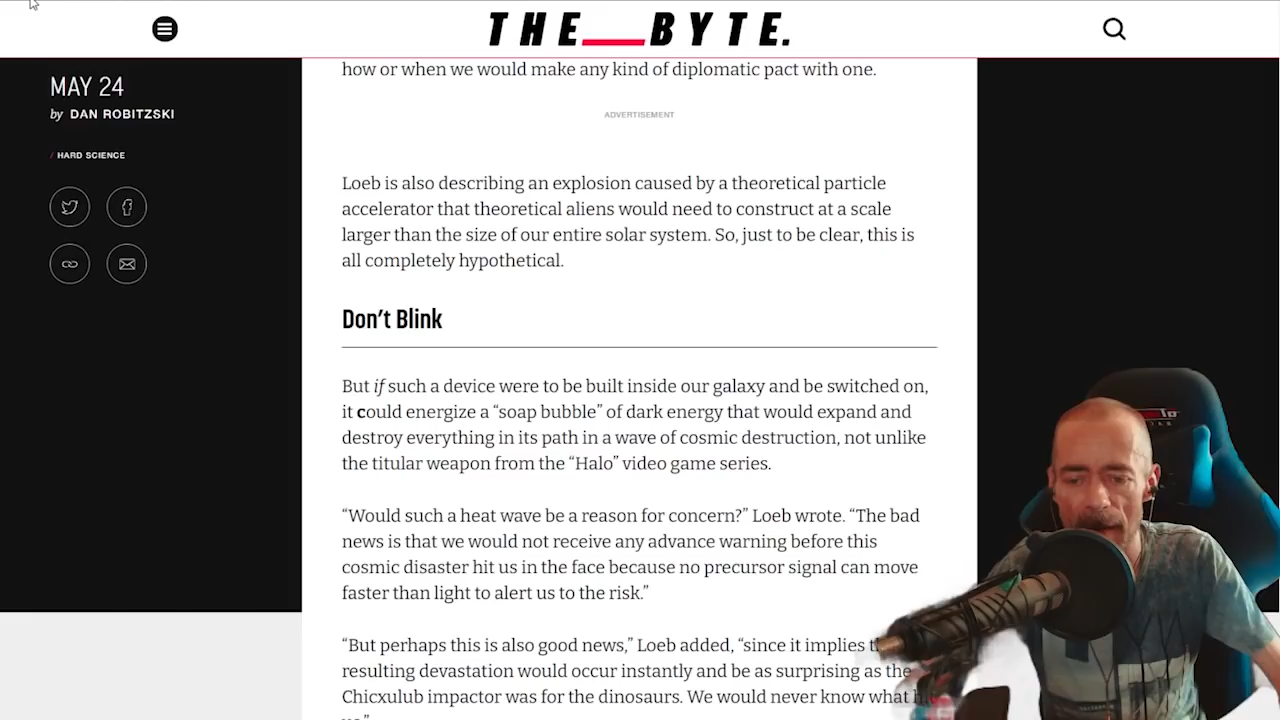 THE__BYTE.
MAY 24
by DAN ROBITZSKI
/ HARD SCIENCE
how or when we would make any kind of diplomatic pact with one.
ADVERTISEMENT
Loeb is also describing an explosion caused by a theoretical particle
accelerator that theoretical aliens would need to construct at a scale
larger than the size of our entire solar system. So, just to be clear, this is
all completely hypothetical.
Don’t Blink
But if such a device were to be built inside our galaxy and be switched on,
it could energize a “soap bubble” of dark energy that would expand and
destroy everything in its path in a wave of cosmic destruction, not unlike
the titular weapon from the “Halo” video game series.
“Would such a heat wave be a reason for concern?” Loeb wrote. “The bad
news is that we would not receive any advance warning before this
cosmic disaster hit us in the face because no precursor signal can move
faster than light to alert us to the risk.”
“But perhaps this is also good news,” Loeb added, “since it implies
resulting devastation would occur instantly and be as surprising as the
Chicxulub impactor was for the dinosaurs. We would never know what